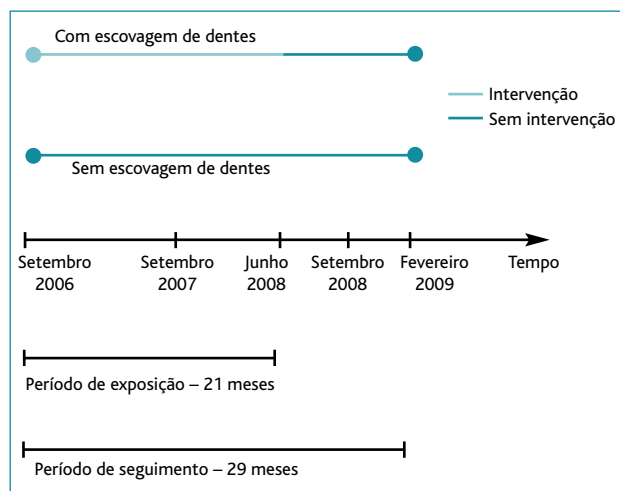 Com escovagem de dentes
Intervenção
Sem intervenção
Sem escovagem de dentes
Setembro
2006
Setembro
2007
Junho
2008
Setembro
2008
Fevereiro
2009
Tempo
Período de exposição – 21 meses
Período de seguimento – 29 meses